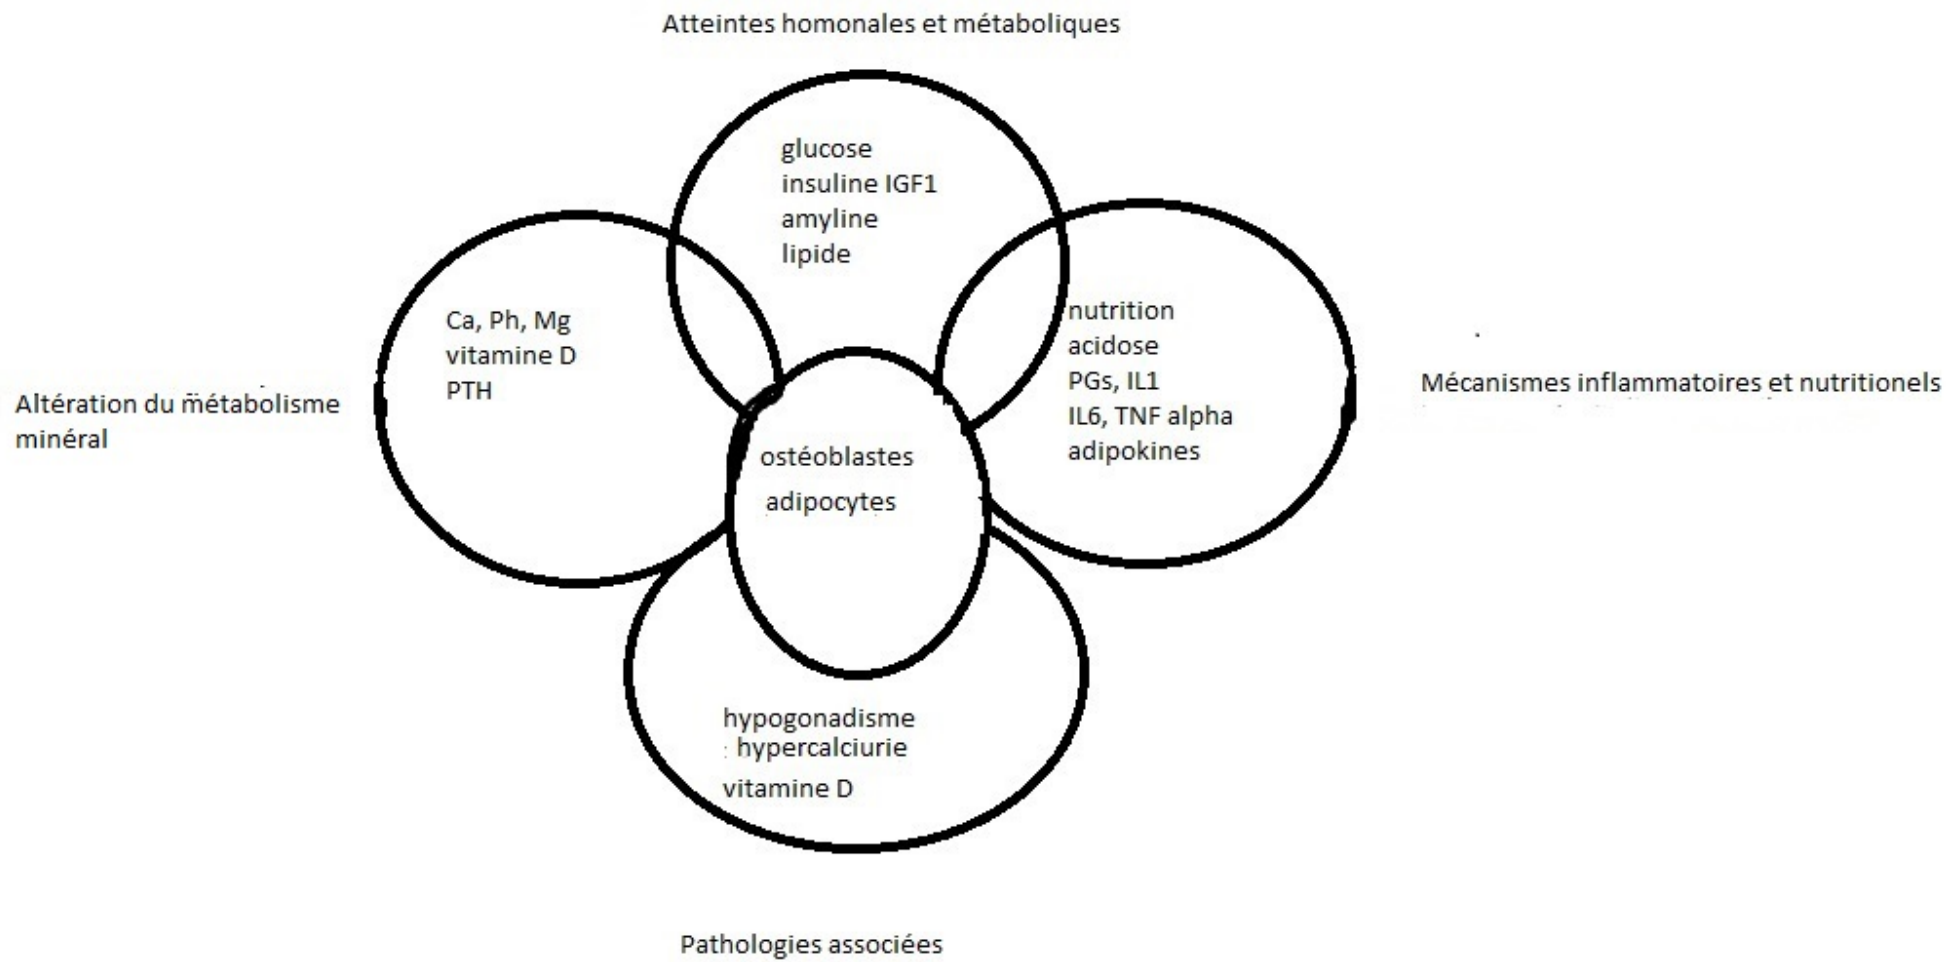 Atteintes homonales et métaboliques
glucose
insuline IGF1
amyline
lipide
Ca, Ph, Mg
vitamine D
PTH
Altération du métabolisme
minéral
nutrition
acidose
PGs, IL1
IL6, TNF alpha
adipokines
Mécanismes inflammatoires et nutritionels
ostéoblastes
adipocytes
hypogonadisme
: hypercalciurie
vitamine D
Pathologies associées